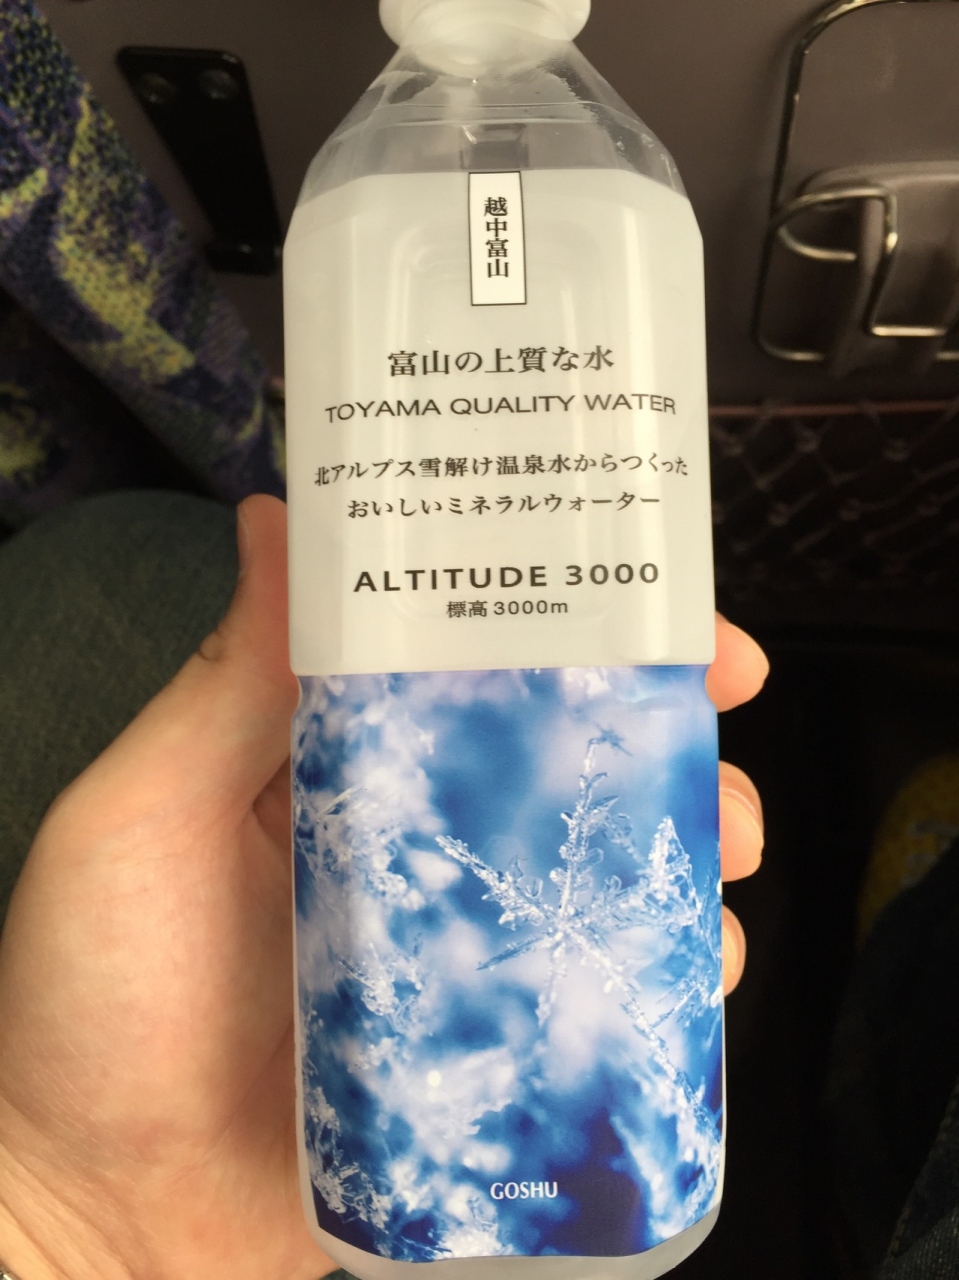 越中富山
富山の上質な水
TOYAMA QUALITY WATER
北アルプス雪解け温泉水からつくった
おいしいミネラルウォーター
ALTITUDE 3000
標高3000m
GOSHU